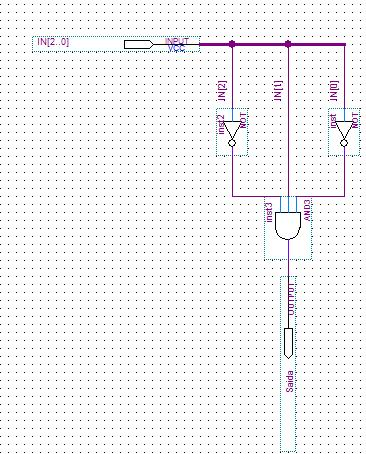 IN[2..0]
INPUT
VCC
IN[2]
IN[1]
IN[0]
inst2
NOT
inst
NOT
inst3
AND3
OUTPUT
Saida